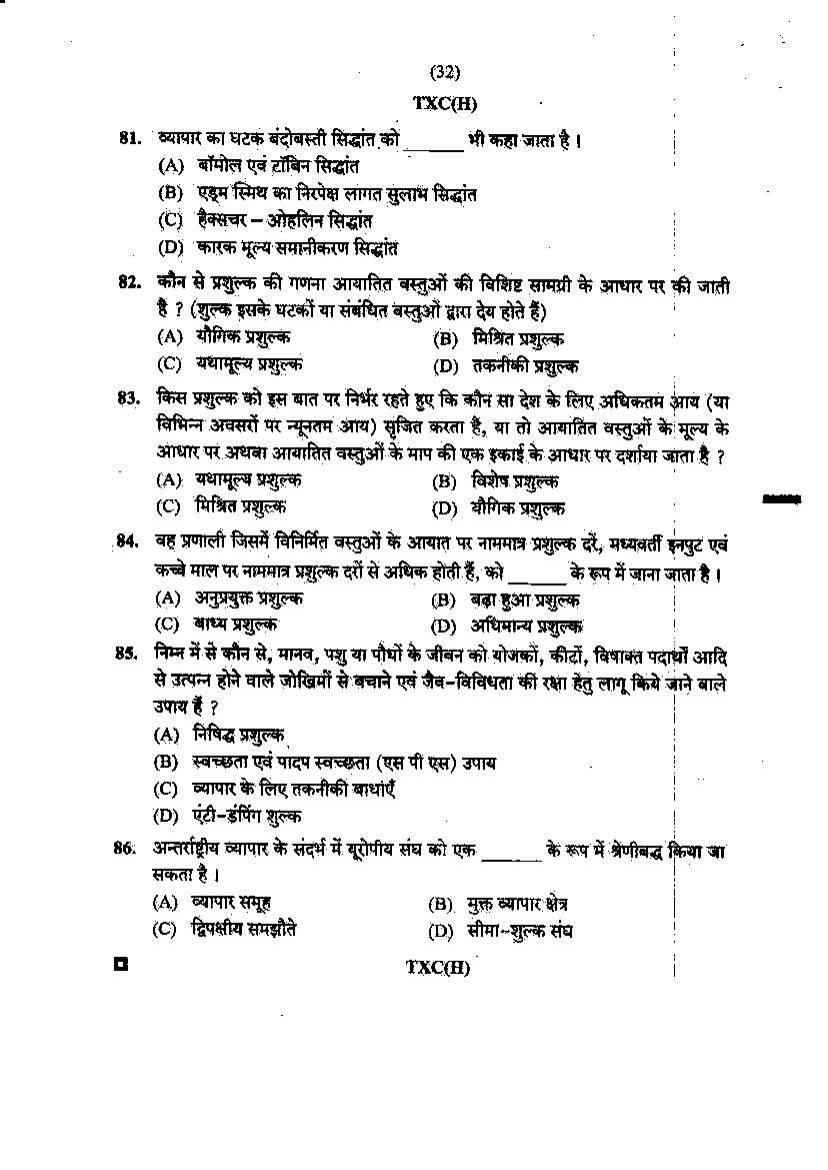 (32)
TXC(H)
81. व्यापार का घटक बंदोबस्ती सिद्धांत को ______ भी कहा जाता है ।
(A) बॉमोल एवं टॉबिन सिद्धांत
(B) एड्म स्मिथ का निरपेक्ष लागत सुलाभ सिद्धांत
(C) हैक्सचर – ओहलिन सिद्धांत
(D) कारक मूल्य समानीकरण सिद्धांत
82. कौन से प्रशुल्क की गणना आयातित वस्तुओं की विशिष्ट सामग्री के आधार पर की जाती
है ? (शुल्क इसके घटकों या संबंधित वस्तुओं द्वारा देय होते हैं)
(A) यौगिक प्रशुल्क (B) मिश्रित प्रशुल्क
(C) यथामूल्य प्रशुल्क (D) तकनीकी प्रशुल्क
83. किस प्रशुल्क को इस बात पर निर्भर रहते हुए कि कौन सा देश के लिए अधिकतम आय (या
विभिन्न अवसरों पर न्यूनतम आय) सृजित करता है, या तो आयातित वस्तुओं के मूल्य के
आधार पर अथवा आयातित वस्तुओं के माप की एक इकाई के आधार पर दर्शाया जाता है ?
(A) यथामूल्य प्रशुल्क (B) विशेष प्रशुल्क
(C) मिश्रित प्रशुल्क (D) यौगिक प्रशुल्क
84. वह प्रणाली जिसमें विनिर्मित वस्तुओं के आयात पर नाममात्र प्रशुल्क दरें, मध्यवर्ती इनपुट एवं
कच्चे माल पर नाममात्र प्रशुल्क दरों से अधिक होती हैं, को ______ के रूप में जाना जाता है ।
(A) अनुप्रयुक्त प्रशुल्क (B) बढ़ा हुआ प्रशुल्क
(C) बाध्य प्रशुल्क (D) अधिमान्य प्रशुल्क
85. निम्न में से कौन से, मानव, पशु या पौधों के जीवन को योजकों, कीटों, विषाक्त पदार्थों आदि
से उत्पन्न होने वाले जोखिमों से बचाने एवं जैव-विविधता की रक्षा हेतु लागू किये जाने वाले
उपाय हैं ?
(A) निषिद्ध प्रशुल्क
(B) स्वच्छता एवं पादप स्वच्छता (एस पी एस) उपाय
(C) व्यापार के लिए तकनीकी बाधाएँ
(D) एंटी-डंपिंग शुल्क
86. अन्तर्राष्ट्रीय व्यापार के संदर्भ में यूरोपीय संघ को एक ______ के रूप में श्रेणीबद्ध किया जा
सकता है ।
(A) व्यापार समूह (B) मुक्त व्यापार क्षेत्र
(C) द्विपक्षीय समझौते (D) सीमा-शुल्क संघ
TXC(H)